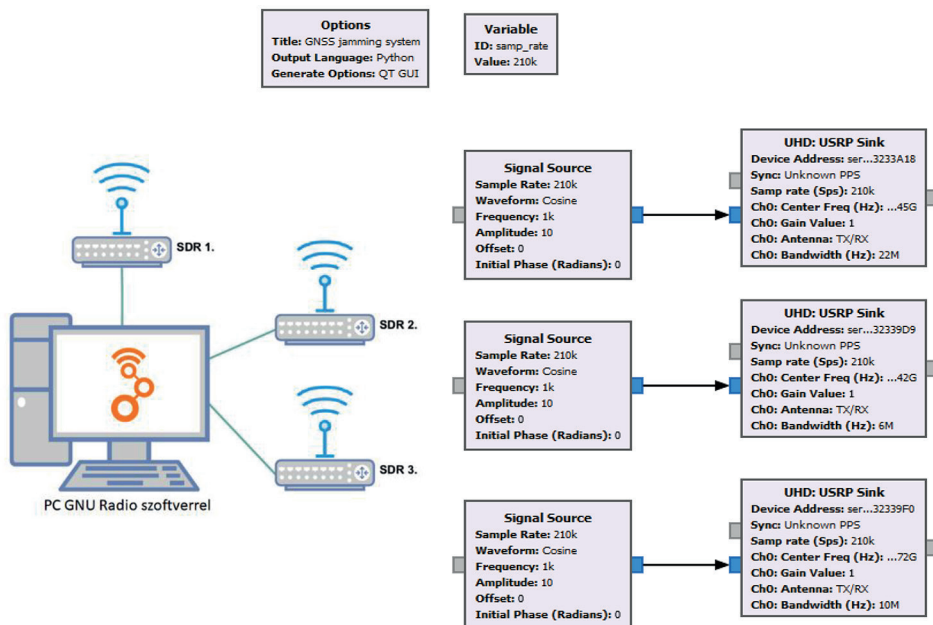 Options
Title: GNSS jamming system
Output Language: Python
Generate Options: QT GUI
Variable
ID: samp_rate
Value: 210k
SDR 1.
SDR 2.
SDR 3.
PC GNU Radio szoftverrel
Signal Source
Sample Rate: 210k
Waveform: Cosine
Frequency: 1k
Amplitude: 10
Offset: 0
Initial Phase (Radians): 0
UHD: USRP Sink
Device Address: ser...3233A18
Sync: Unknown PPS
Samp rate (Sps): 210k
Ch0: Center Freq (Hz): ...45G
Ch0: Gain Value: 1
Ch0: Antenna: TX/RX
Ch0: Bandwidth (Hz): 22M
Signal Source
Sample Rate: 210k
Waveform: Cosine
Frequency: 1k
Amplitude: 10
Offset: 0
Initial Phase (Radians): 0
UHD: USRP Sink
Device Address: ser...32339D9
Sync: Unknown PPS
Samp rate (Sps): 210k
Ch0: Center Freq (Hz): ...42G
Ch0: Gain Value: 1
Ch0: Antenna: TX/RX
Ch0: Bandwidth (Hz): 6M
Signal Source
Sample Rate: 210k
Waveform: Cosine
Frequency: 1k
Amplitude: 10
Offset: 0
Initial Phase (Radians): 0
UHD: USRP Sink
Device Address: ser...32339F0
Sync: Unknown PPS
Samp rate (Sps): 210k
Ch0: Center Freq (Hz): ...72G
Ch0: Gain Value: 1
Ch0: Antenna: TX/RX
Ch0: Bandwidth (Hz): 10M